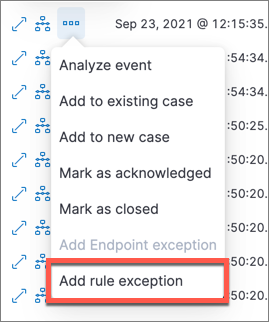 Sep 23, 2021 @ 12:15:35.
Analyze event
:54:34.
Add to existing case
:54:34.
Add to new case
:50:25.
Mark as acknowledged
:50:20.
Mark as closed
:50:20.
Add Endpoint exception
:50:20.
Add rule exception
:50:20.
:50:20.